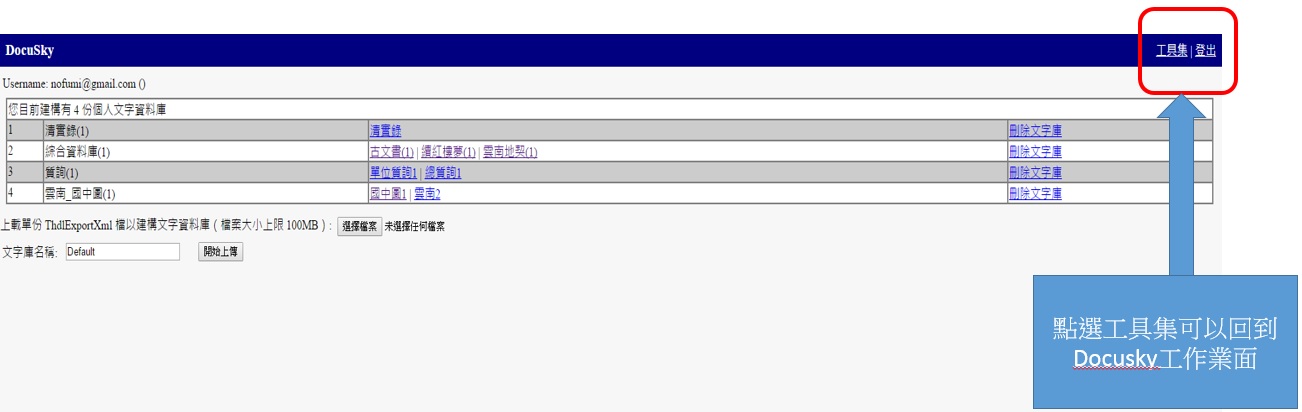 DocuSky
工具集 | 登出
Username: nofumi@gmail.com ()
您目前建構有 4 份個人文字資料庫
1 清實錄(1) 清實錄 刪除文字庫
2 綜合資料庫(1) 古文書(1) | 續紅樓夢(1) | 雲南地契(1) 刪除文字庫
3 質詢(1) 單位質詢1 | 總質詢1 刪除文字庫
4 雲南_國中圖(1) 國中圖1 | 雲南2 刪除文字庫
上載單份 ThdlExportXml 檔以建構文字資料庫 ( 檔案大小上限 100MB ) : 選擇檔案 未選擇任何檔案
文字庫名稱: Default 開始上傳
點選工具集可以回到
Docusky工作業面